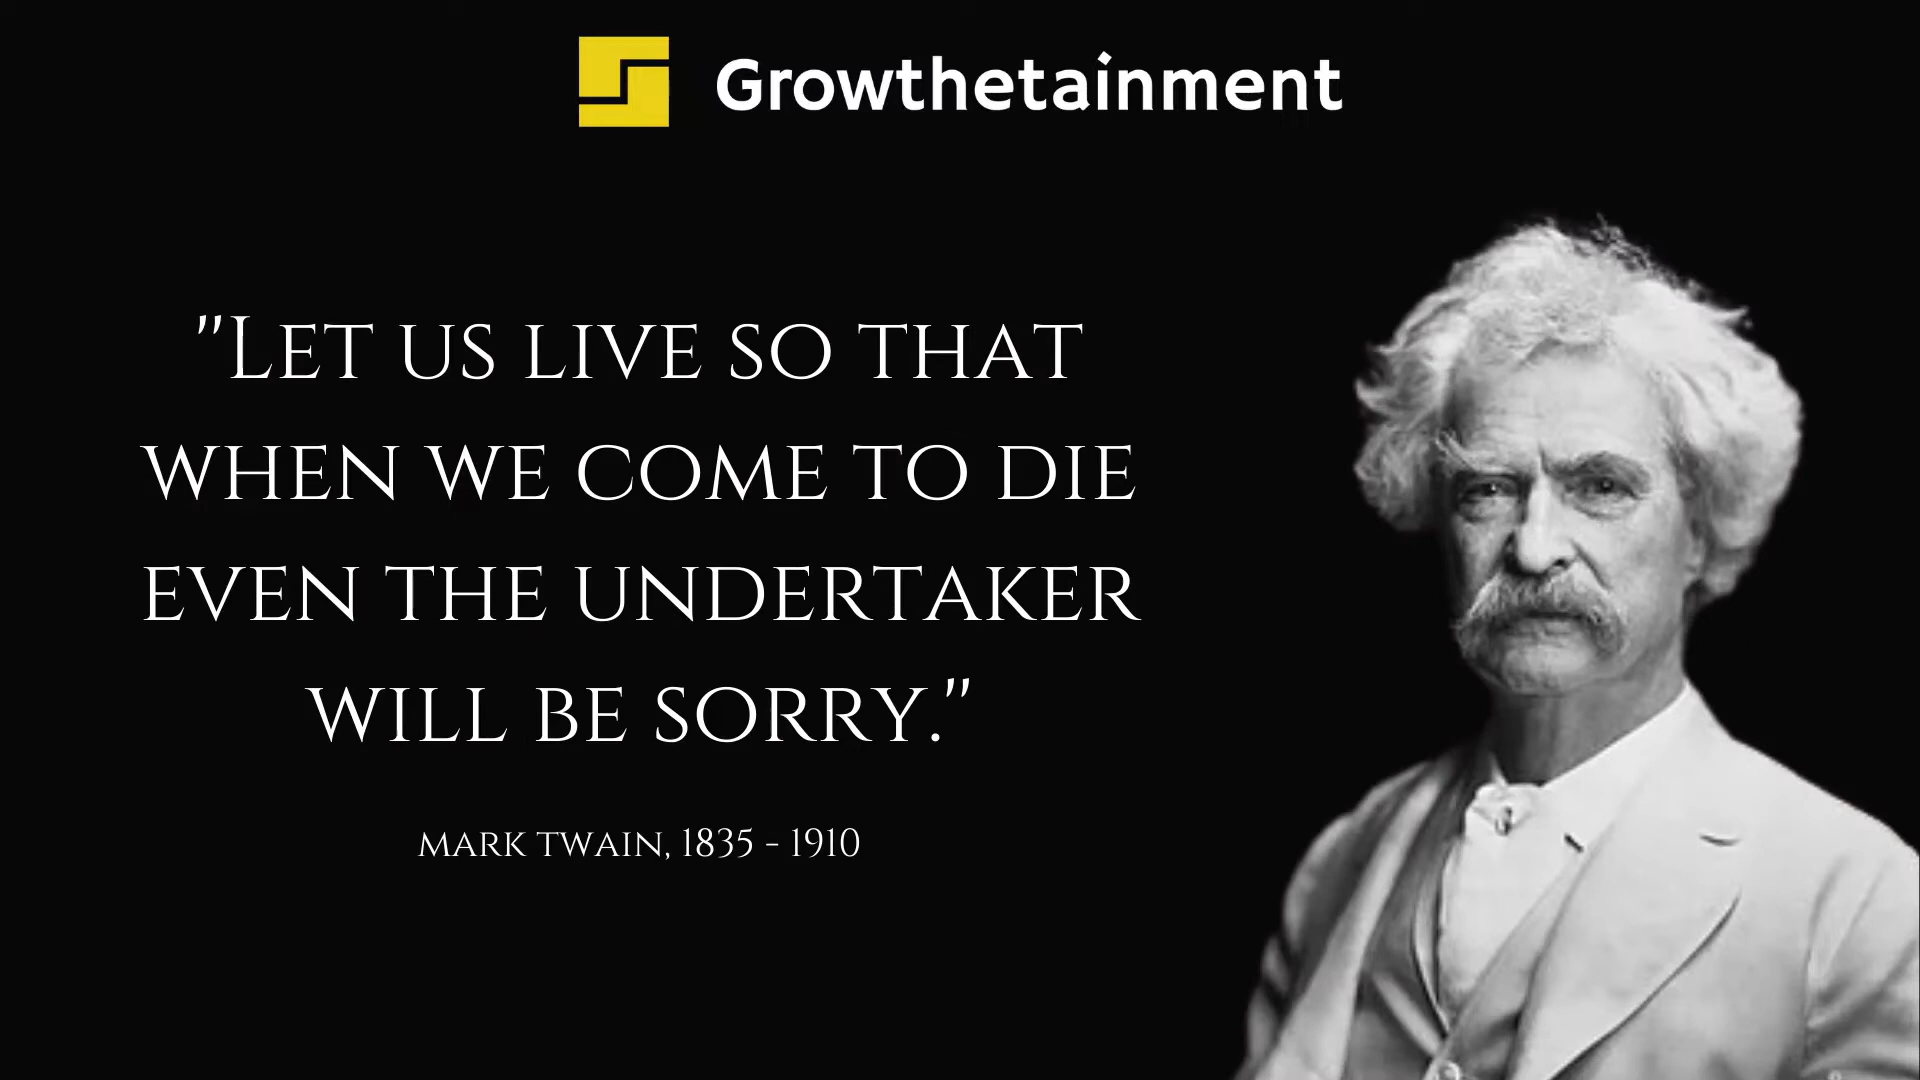 Growthetainment
"Let us live so that
when we come to die
even the undertaker
will be sorry."
Mark Twain, 1835 - 1910